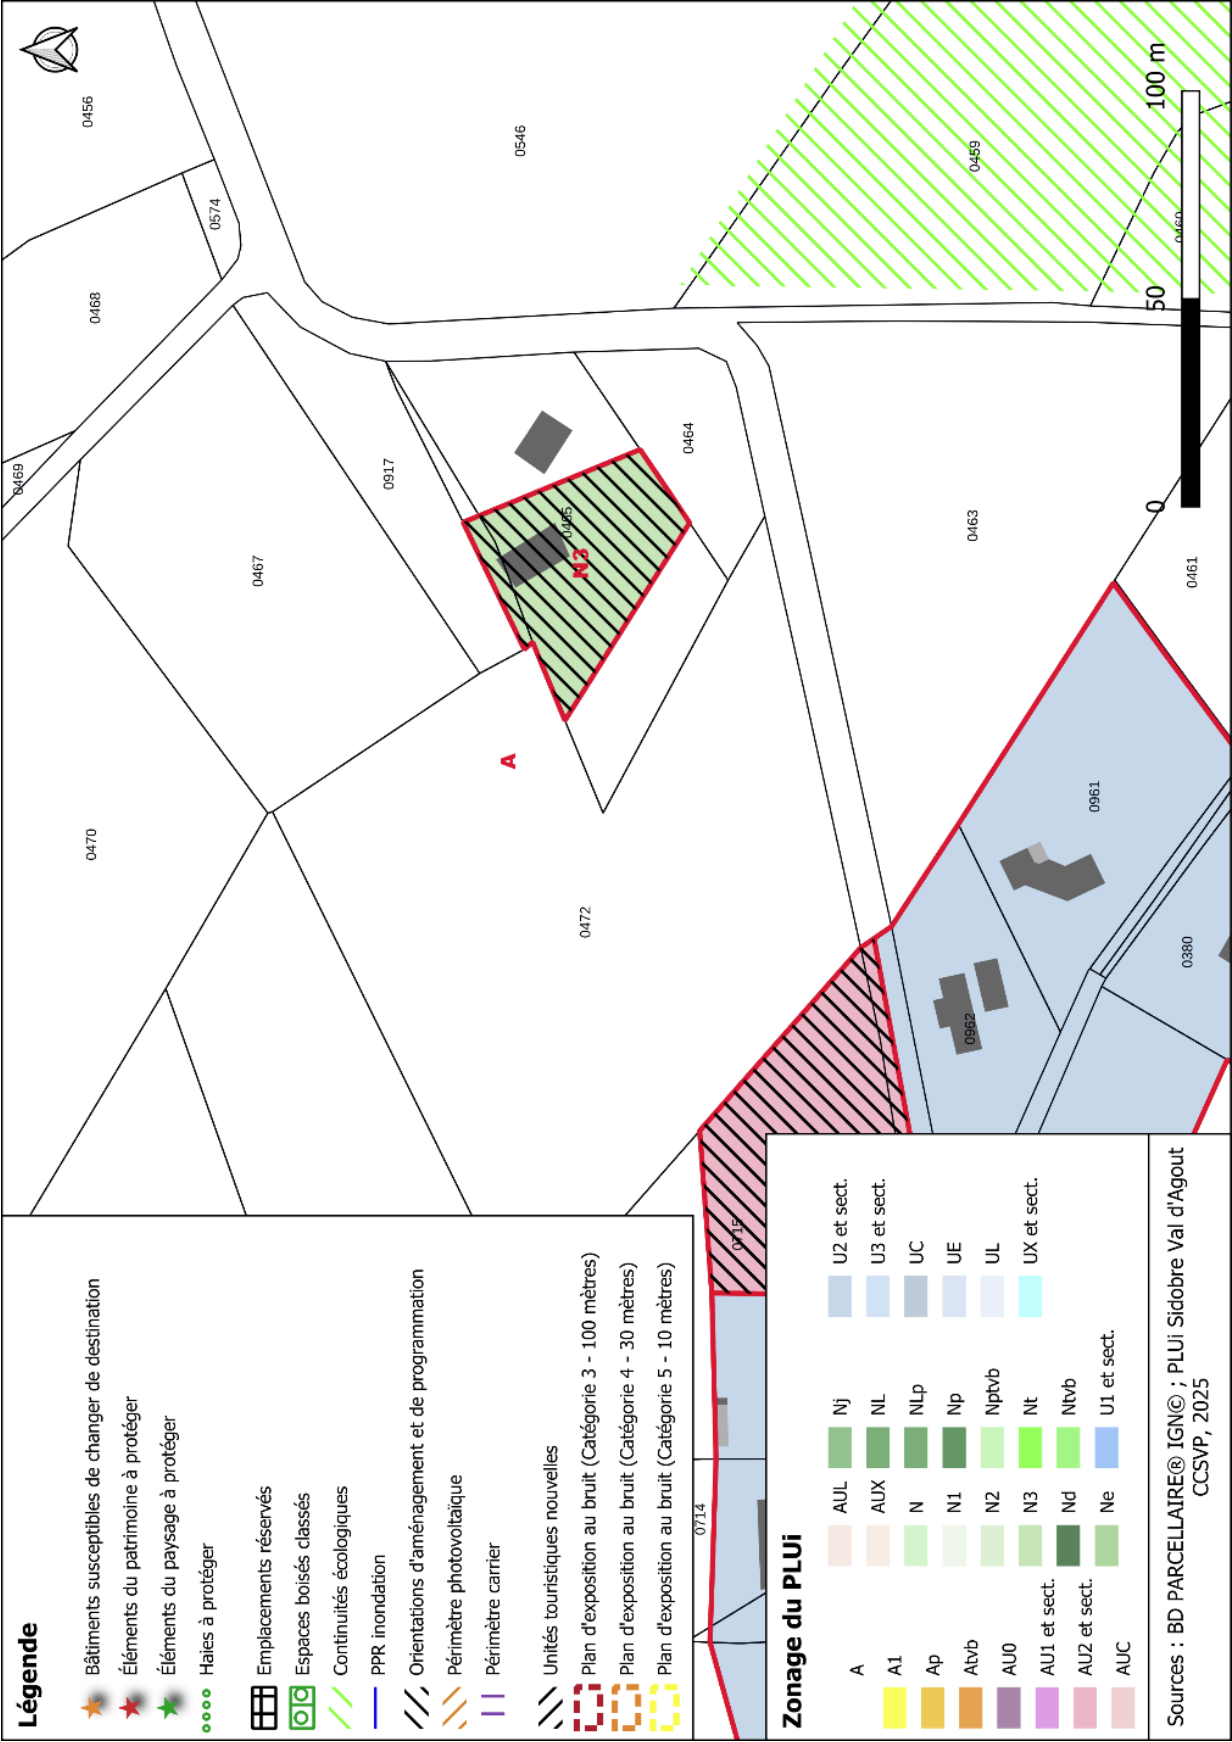 0456
0468
0574
0469
0546
0470
0467
0917
0465
N3
0464
A
0459
0460
0472
0463
0461
0961
0962
0380
0715
0714
0
50
100 m
Légende
Bâtiments susceptibles de changer de destination
Éléments du patrimoine à protéger
Éléments du paysage à protéger
Haies à protéger
Emplacements réservés
Espaces boisés classés
Continuités écologiques
PPR inondation
Orientations d'aménagement et de programmation
Périmètre photovoltaïque
Périmètre carrier
Unités touristiques nouvelles
Plan d'exposition au bruit (Catégorie 3 - 100 mètres)
Plan d'exposition au bruit (Catégorie 4 - 30 mètres)
Plan d'exposition au bruit (Catégorie 5 - 10 mètres)
Zonage du PLUi
A
A1
Ap
Atvb
AU0
AU1 et sect.
AU2 et sect.
AUC
AUL
AUX
N
N1
N2
N3
Nd
Ne
Nj
NL
NLp
Np
Nptvb
Nt
Ntvb
U1 et sect.
U2 et sect.
U3 et sect.
UC
UE
UL
UX et sect.
Sources : BD PARCELLAIRE® IGN© ; PLUi Sidobre Val d'Agout
CCSVP, 2025